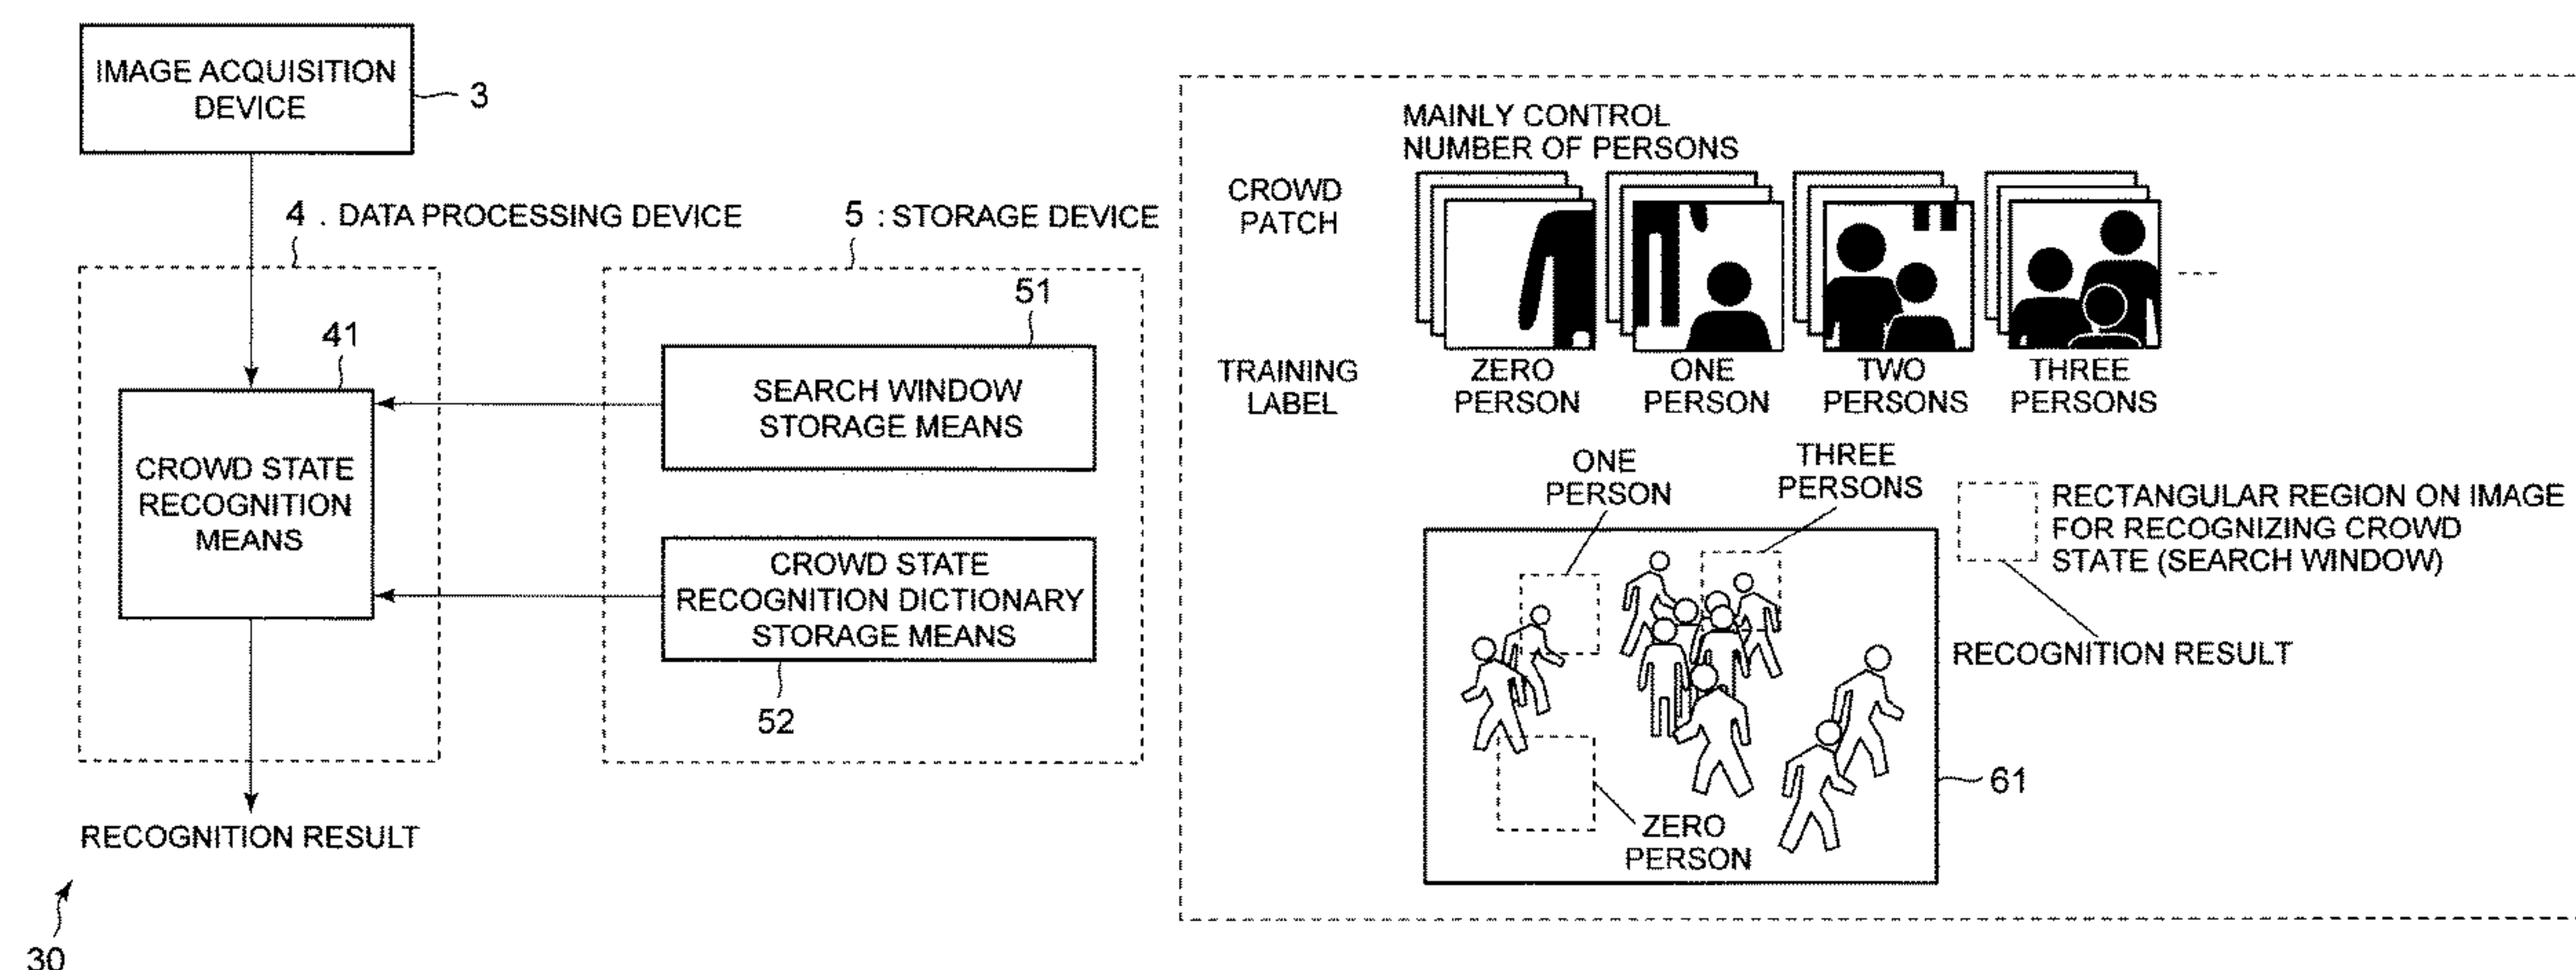 IMAGE ACQUISITION
DEVICE
3
4 . DATA PROCESSING DEVICE
5 : STORAGE DEVICE
41
CROWD STATE
RECOGNITION
MEANS
51
SEARCH WINDOW
STORAGE MEANS
CROWD STATE
RECOGNITION DICTIONARY
STORAGE MEANS
52
RECOGNITION RESULT
30
MAINLY CONTROL
NUMBER OF PERSONS
CROWD
PATCH
TRAINING
LABEL
ZERO
PERSON
ONE
PERSON
TWO
PERSONS
THREE
PERSONS
ONE
PERSON
THREE
PERSONS
RECTANGULAR REGION ON IMAGE
FOR RECOGNIZING CROWD
STATE (SEARCH WINDOW)
RECOGNITION RESULT
61
ZERO
PERSON